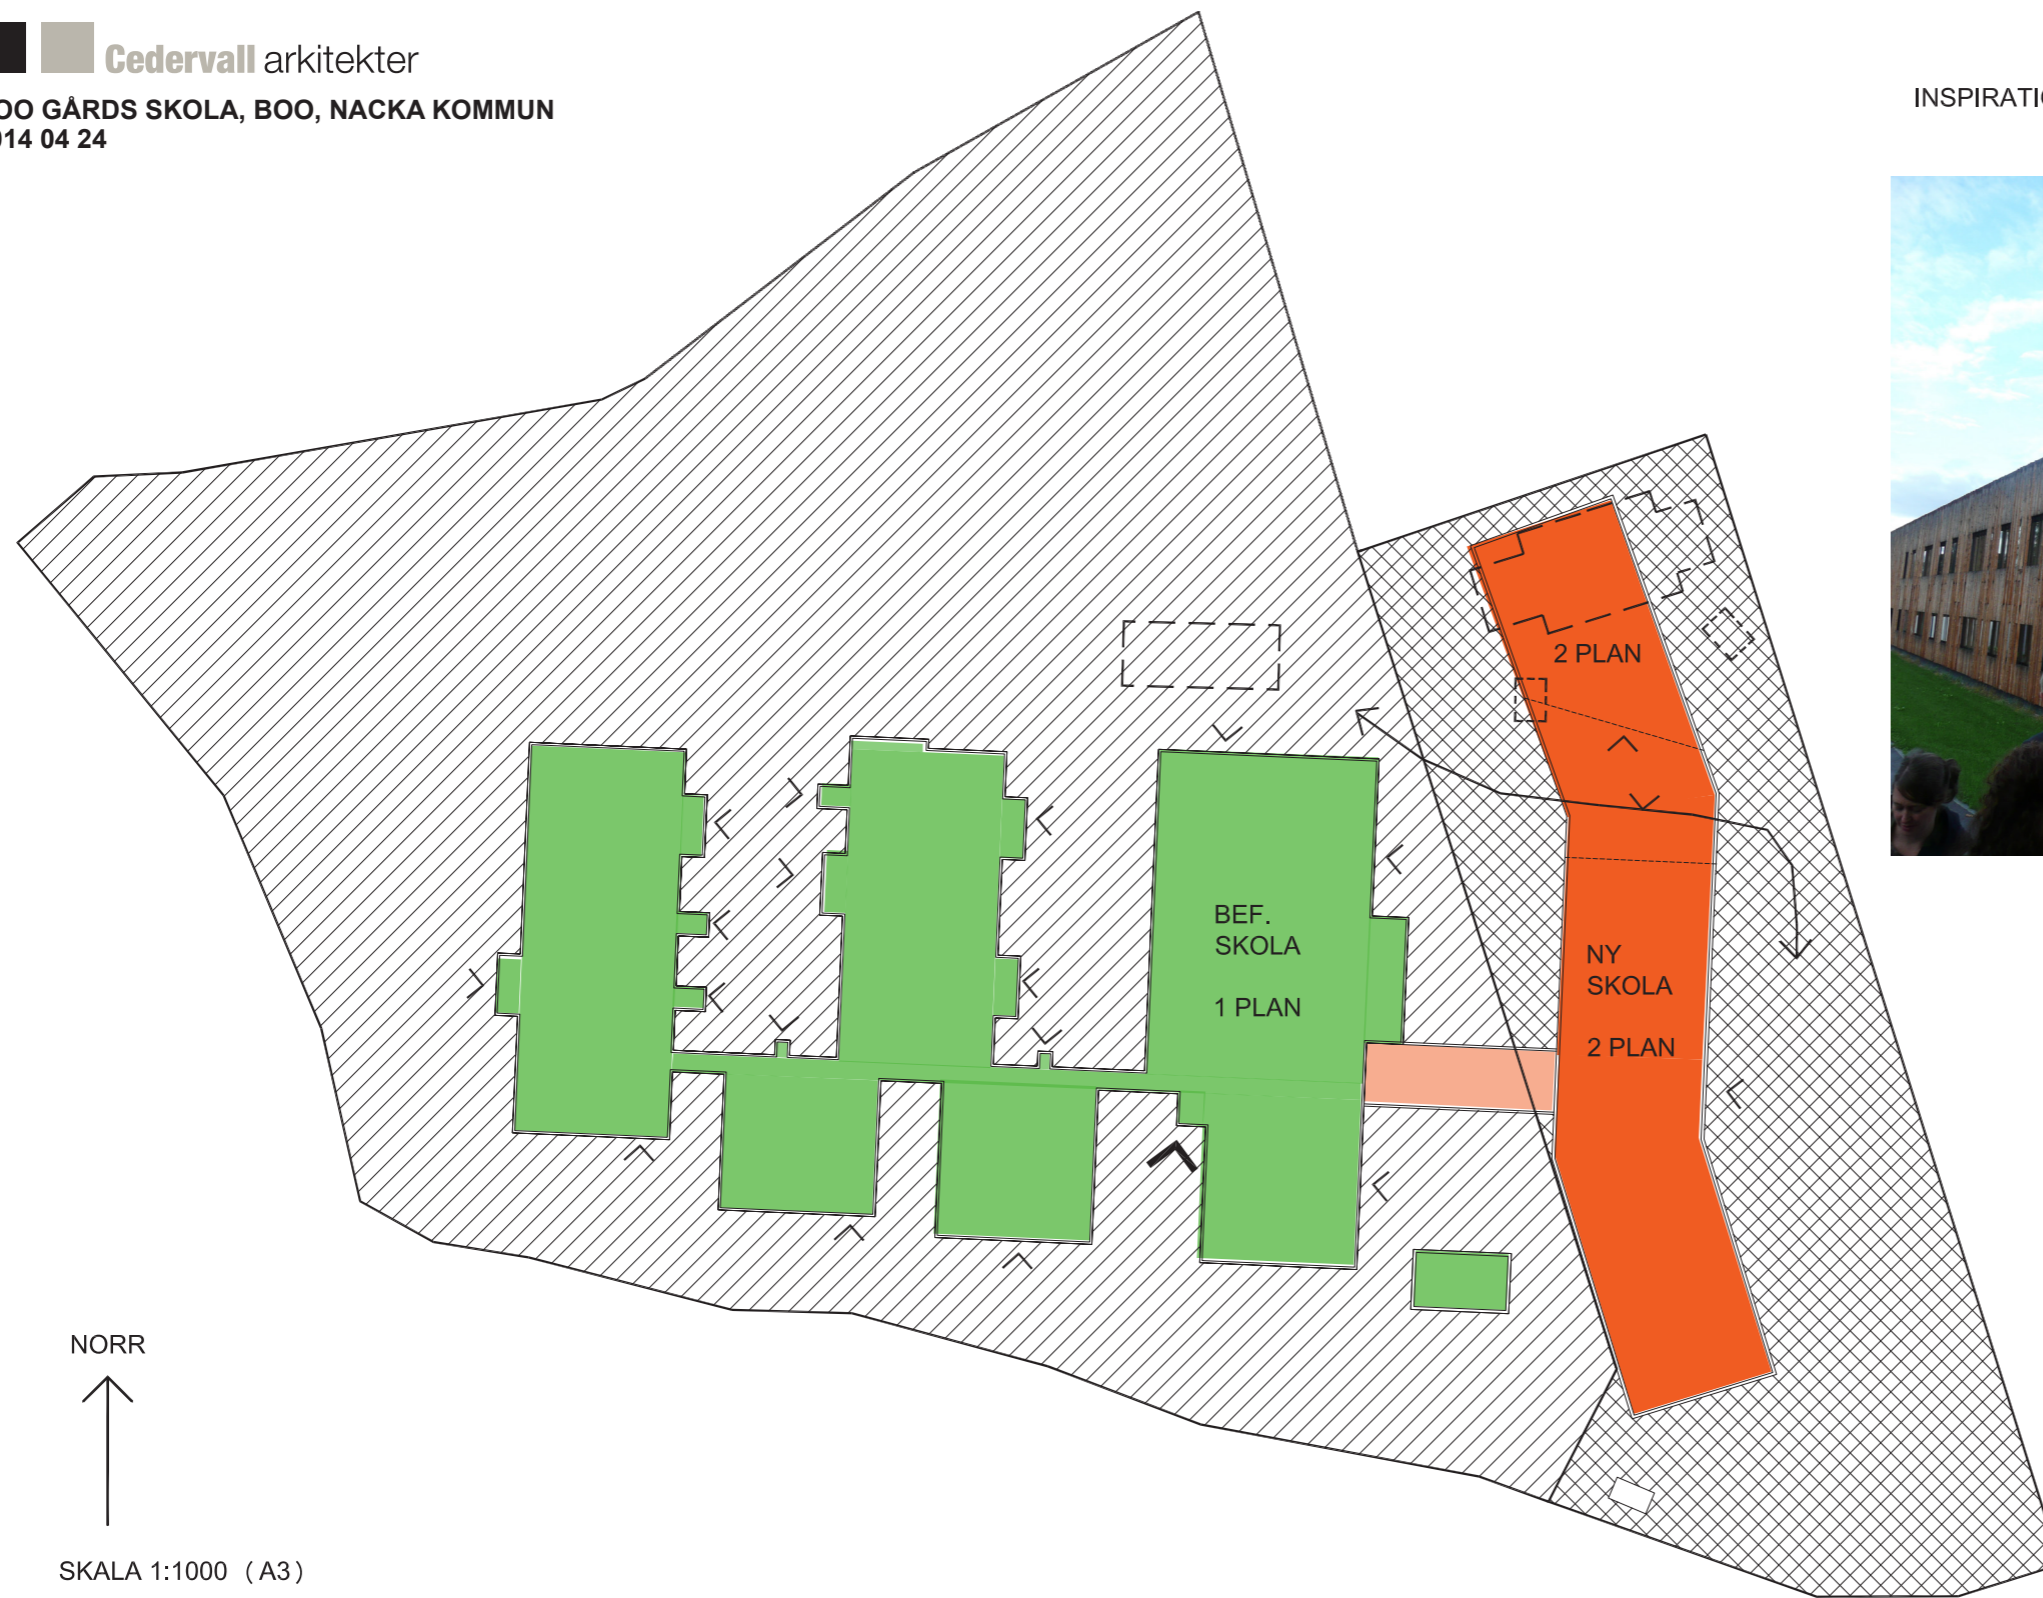 Cedervall arkitekter
OO GÅRDS SKOLA, BOO, NACKA KOMMUN
014 04 24
INSPIRATI
2 PLAN
BEF.
SKOLA
1 PLAN
NY
SKOLA
2 PLAN
NORR
SKALA 1:1000 (A3)